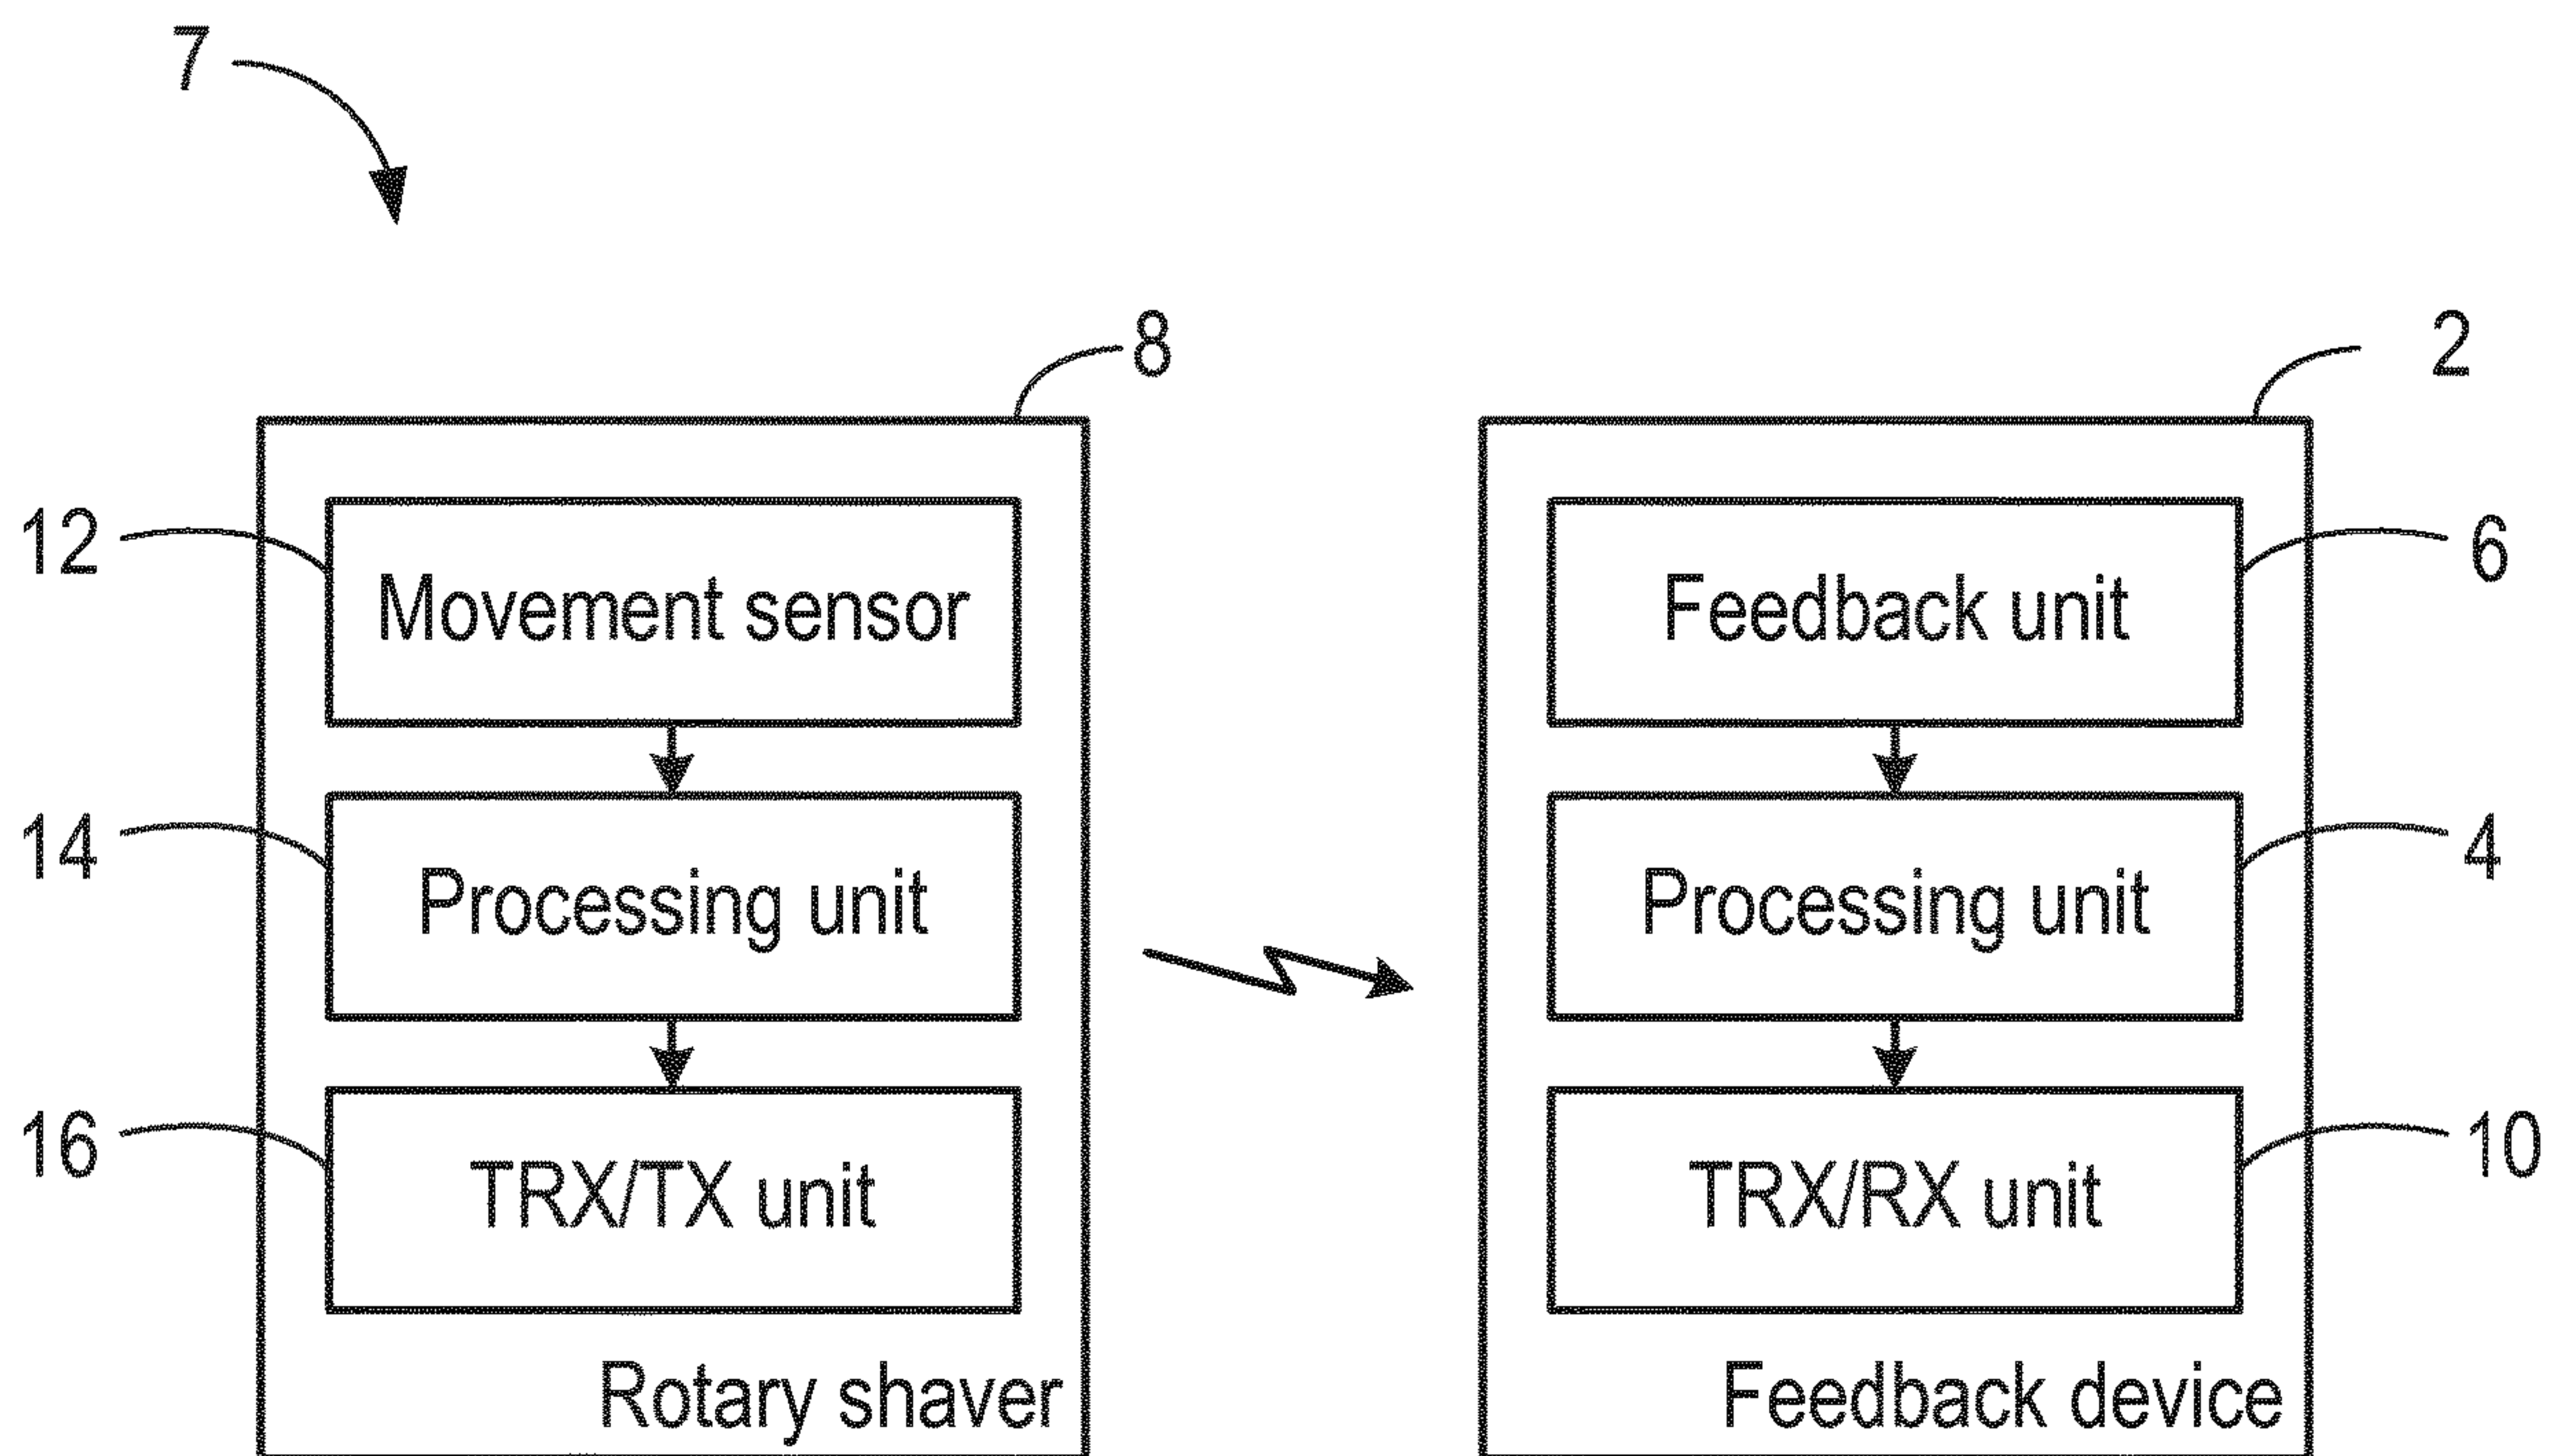 7
8
2
12
Movement sensor
Feedback unit
6
14
Processing unit
Processing unit
4
16
TRX/TX unit
TRX/RX unit
10
Rotary shaver
Feedback device